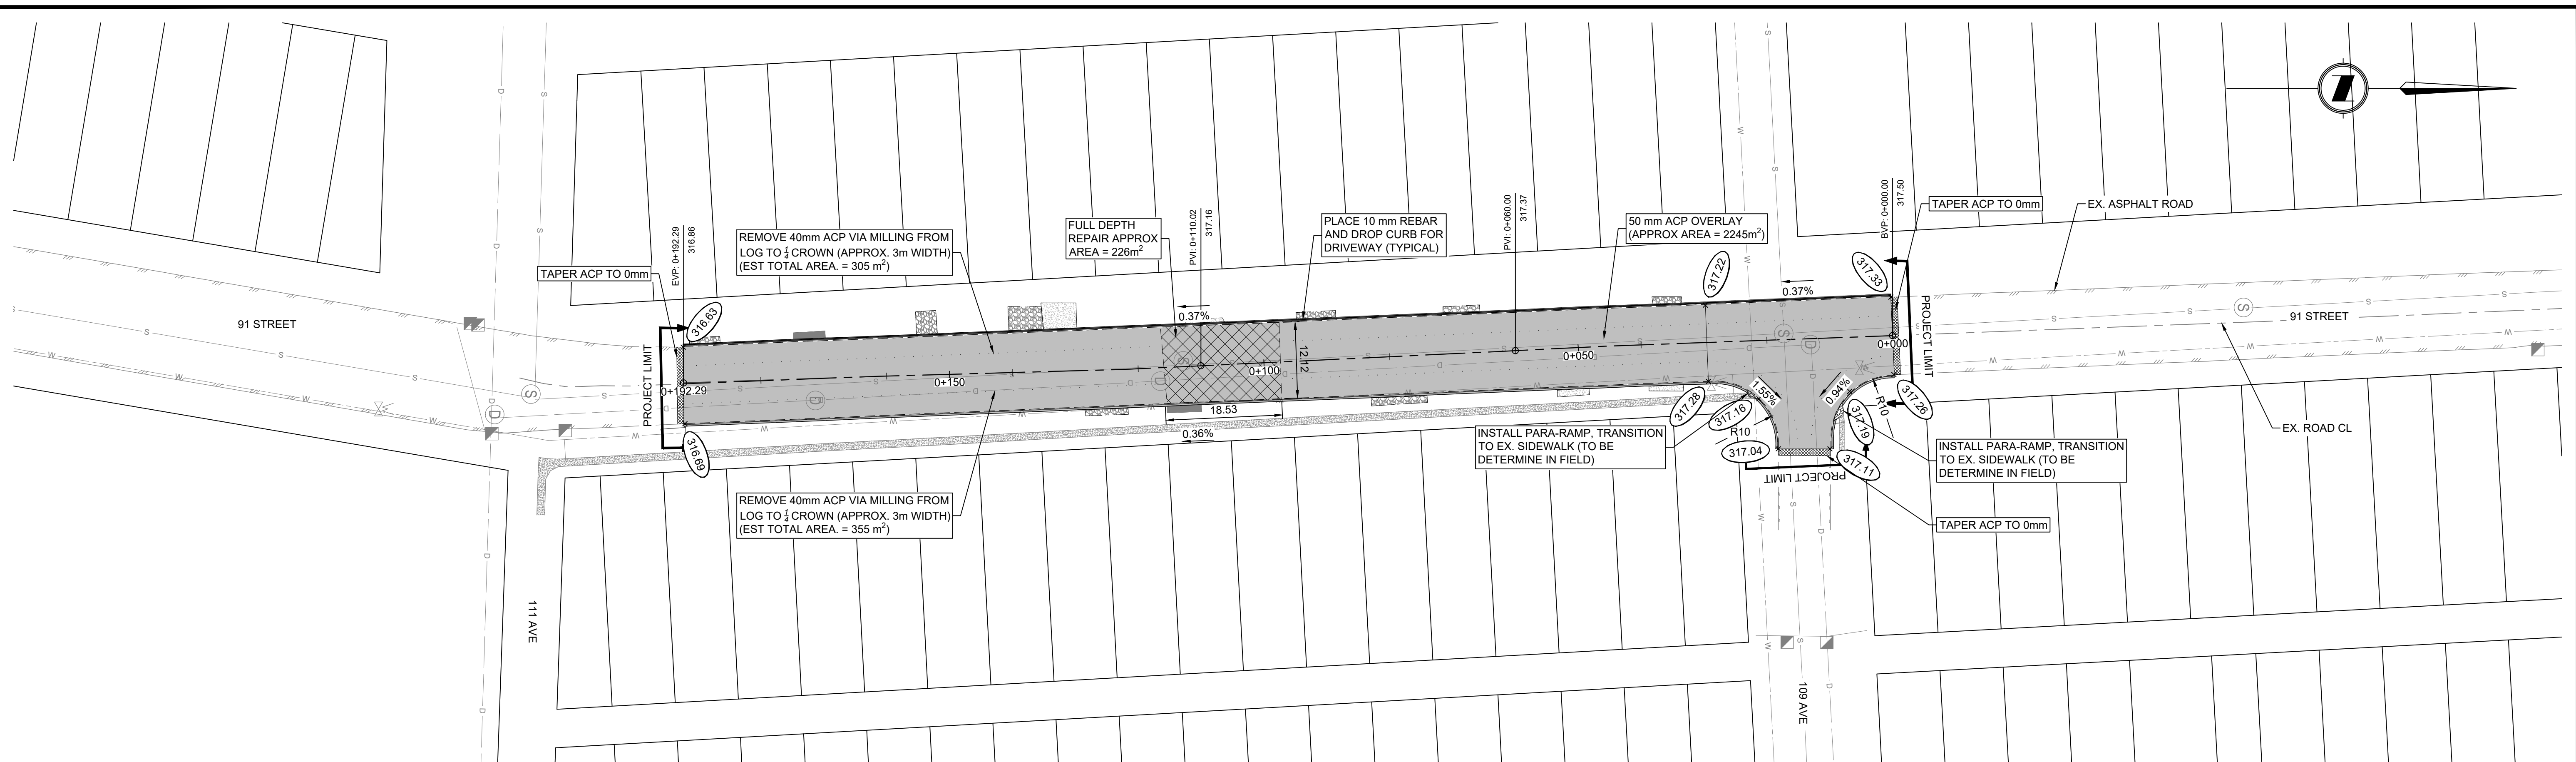 EVP: 0+192.29
316.86
REMOVE 40mm ACP VIA MILLING FROM
LOG TO 1/4 CROWN (APPROX. 3m WIDTH)
(EST TOTAL AREA. = 305 m²)
TAPER ACP TO 0mm
FULL DEPTH
REPAIR APPROX
AREA = 226m²
PVI: 0+110.02
317.16
PLACE 10 mm REBAR
AND DROP CURB FOR
DRIVEWAY (TYPICAL)
PVI: 0+060.00
317.37
50 mm ACP OVERLAY
(APPROX AREA = 2245m²)
317.22
BVP: 0+000.00
317.50
317.33
TAPER ACP TO 0mm
EX. ASPHALT ROAD
91 STREET
316.63
PROJECT LIMIT
0+192.29
0+150
0.37%
0+100
12.12
0+050
0.37%
0+000
PROJECT LIMIT
91 STREET
18.53
0.36%
316.69
317.28
317.16
1.55%
0.94%
R10
R10
317.04
317.19
317.26
317.11
INSTALL PARA-RAMP, TRANSITION
TO EX. SIDEWALK (TO BE
DETERMINE IN FIELD)
PROJECT LIMIT
INSTALL PARA-RAMP, TRANSITION
TO EX. SIDEWALK (TO BE
DETERMINE IN FIELD)
EX. ROAD CL
REMOVE 40mm ACP VIA MILLING FROM
LOG TO 1/4 CROWN (APPROX. 3m WIDTH)
(EST TOTAL AREA. = 355 m²)
TAPER ACP TO 0mm
111 AVE
109 AVE